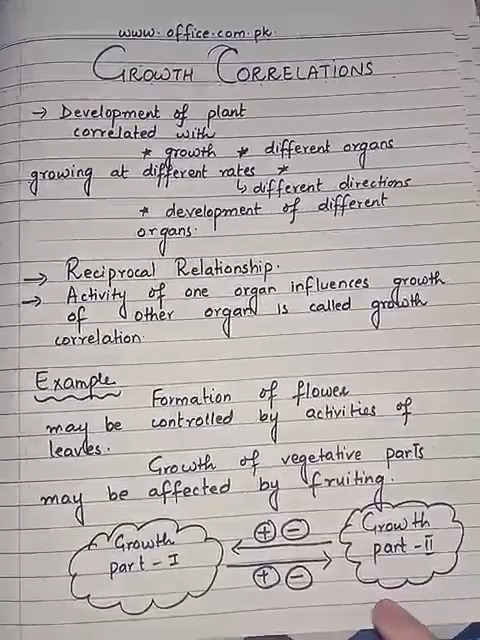 www.office.com.pk.
GROWTH CORRELATIONS
→ Development of plant
correlated with
* growth * different organs
growing at different rates *
↳ different directions
* development of different
organs.
→ Reciprocal Relationship.
→ Activity of one organ influences growth
of other organ is called growth
correlation.
Example
Formation of flower
may be controlled by activities of
leaves.
Growth of vegetative parts
may be affected by fruiting.
Growth
part - I
⊕ ⊖
⊕ ⊖
Growth
part - II